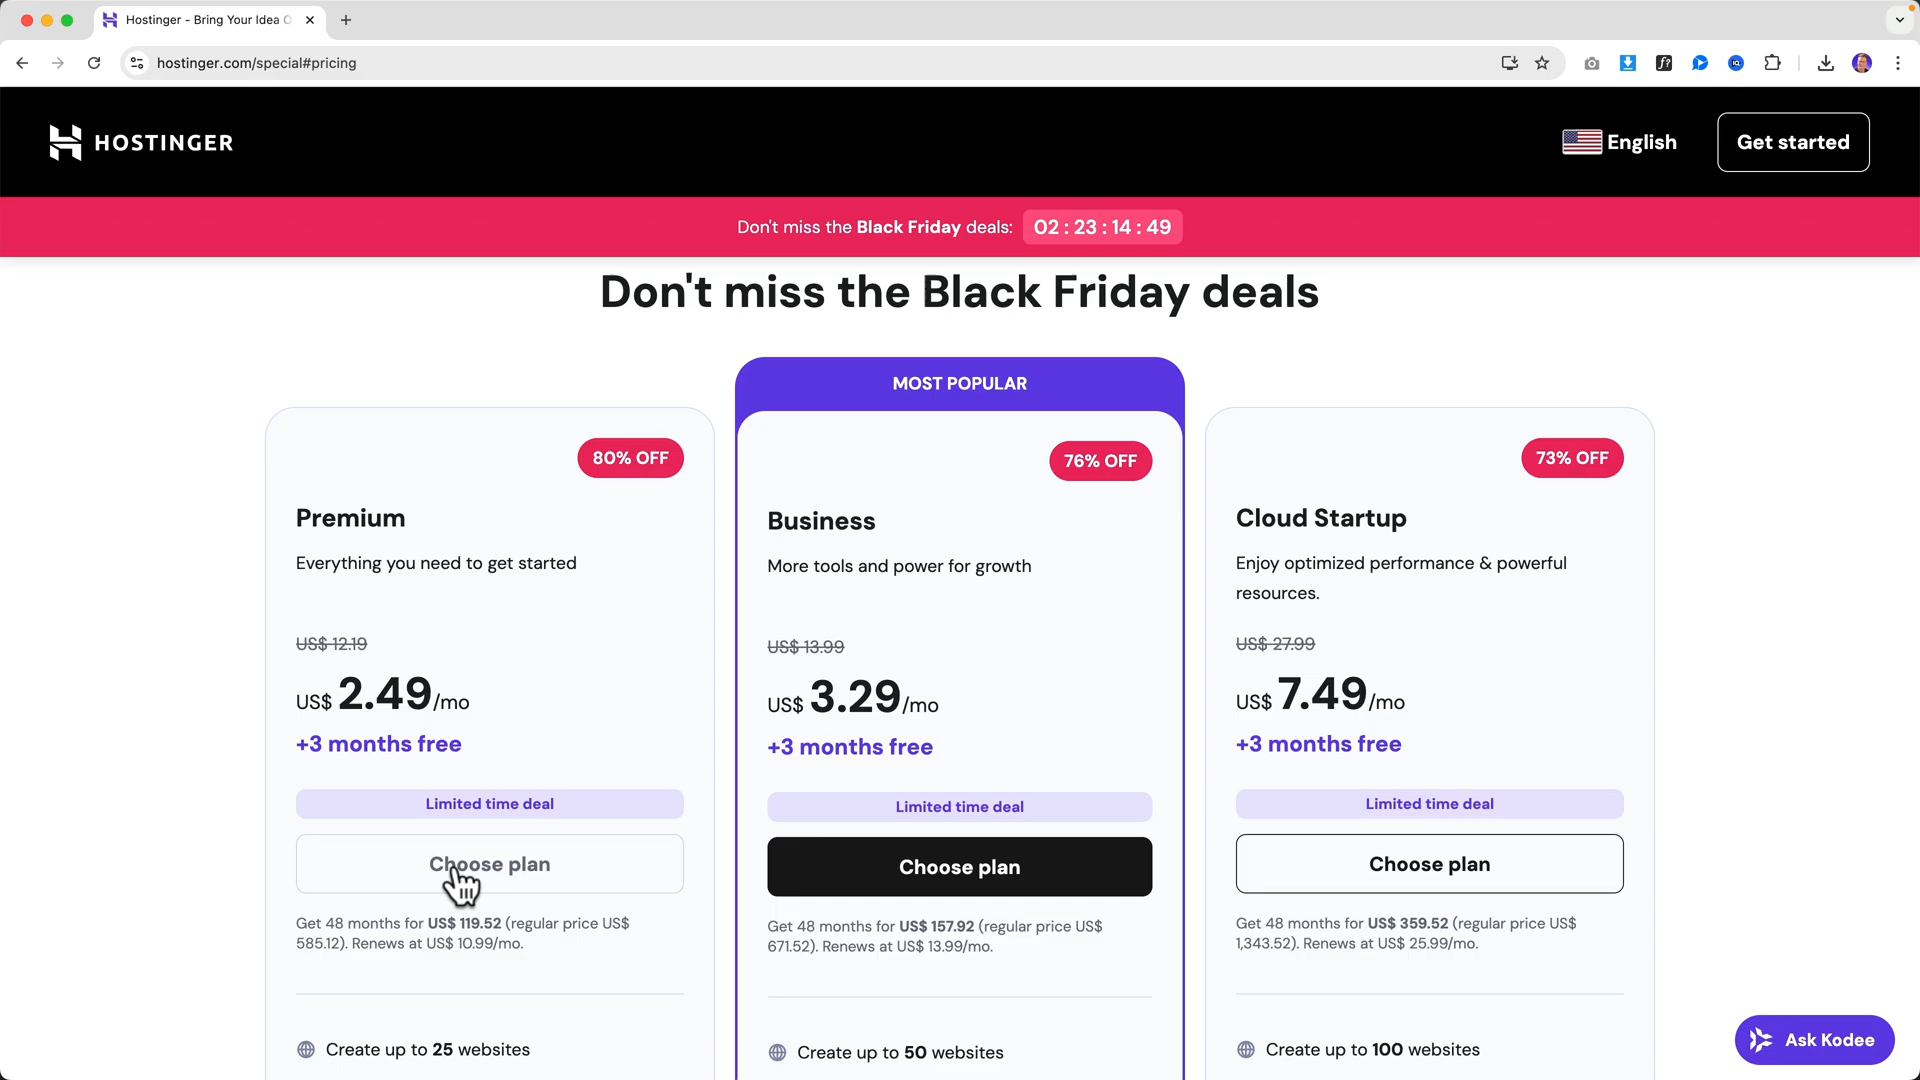 Hostinger - Bring Your Idea O
hostinger.com/special#pricing
HOSTINGER
English
Get started
Don't miss the Black Friday deals: 02 : 23 : 14 : 49
Don't miss the Black Friday deals
80% OFF
Premium
Everything you need to get started
US$ 12.19
US$ 2.49/mo
+3 months free
Limited time deal
Choose plan
Get 48 months for US$ 119.52 (regular price US$
585.12). Renews at US$ 10.99/mo.
Create up to 25 websites
MOST POPULAR
76% OFF
Business
More tools and power for growth
US$ 13.99
US$ 3.29/mo
+3 months free
Limited time deal
Choose plan
Get 48 months for US$ 157.92 (regular price US$
671.52). Renews at US$ 13.99/mo.
Create up to 50 websites
73% OFF
Cloud Startup
Enjoy optimized performance & powerful
resources.
US$ 27.99
US$ 7.49/mo
+3 months free
Limited time deal
Choose plan
Get 48 months for US$ 359.52 (regular price US$
1,343.52). Renews at US$ 25.99/mo.
Create up to 100 websites
Ask Kodee